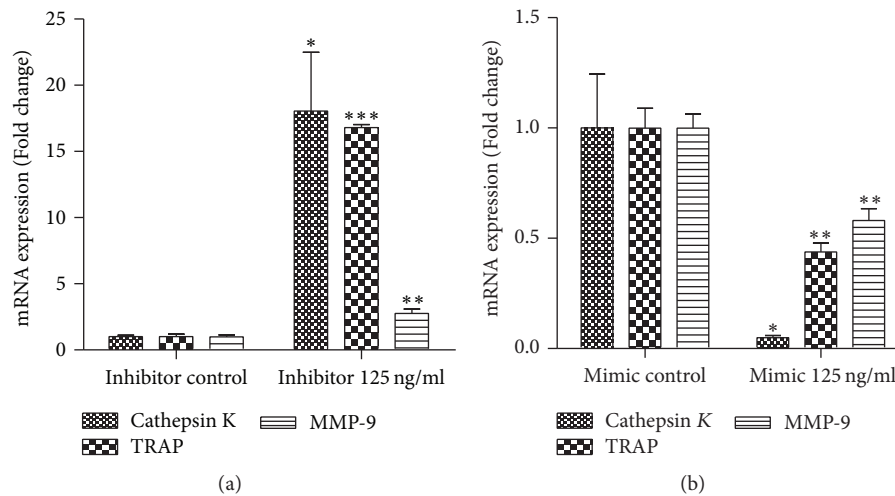 mRNA expression (Fold change)
25
20
15
10
5
0
*
***
**
Inhibitor control
Inhibitor 125 ng/ml
Cathepsin K
MMP-9
TRAP
(a)
mRNA expression (Fold change)
1.5
1.0
0.5
0.0
*
**
**
Mimic control
Mimic 125 ng/ml
Cathepsin K
MMP-9
TRAP
(b)